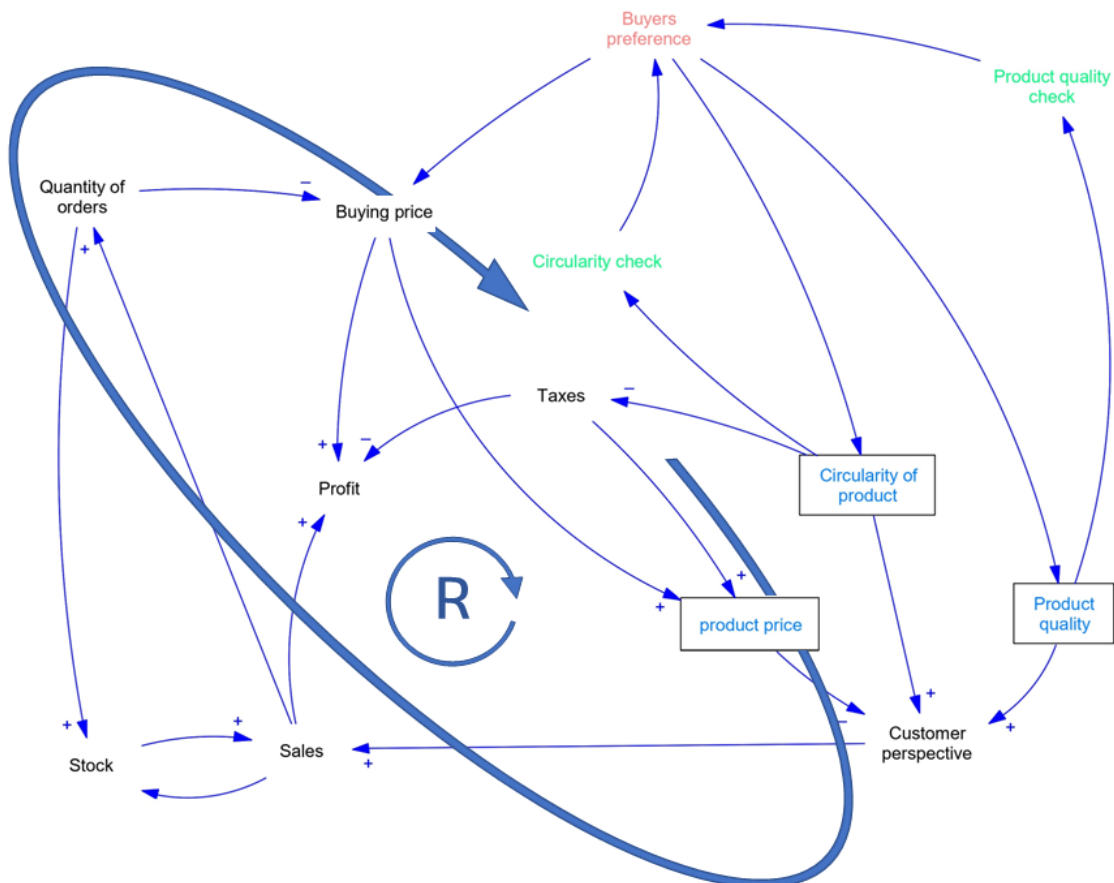 Buyers
preference
Product quality
check
Quantity of
orders
–
Buying price
+
Circularity check
Taxes
–
–
+
Profit
+
Circularity of
product
R
+
+
product price
Product
quality
+
+
+
+
–
+
Customer
perspective
Stock
Sales
+